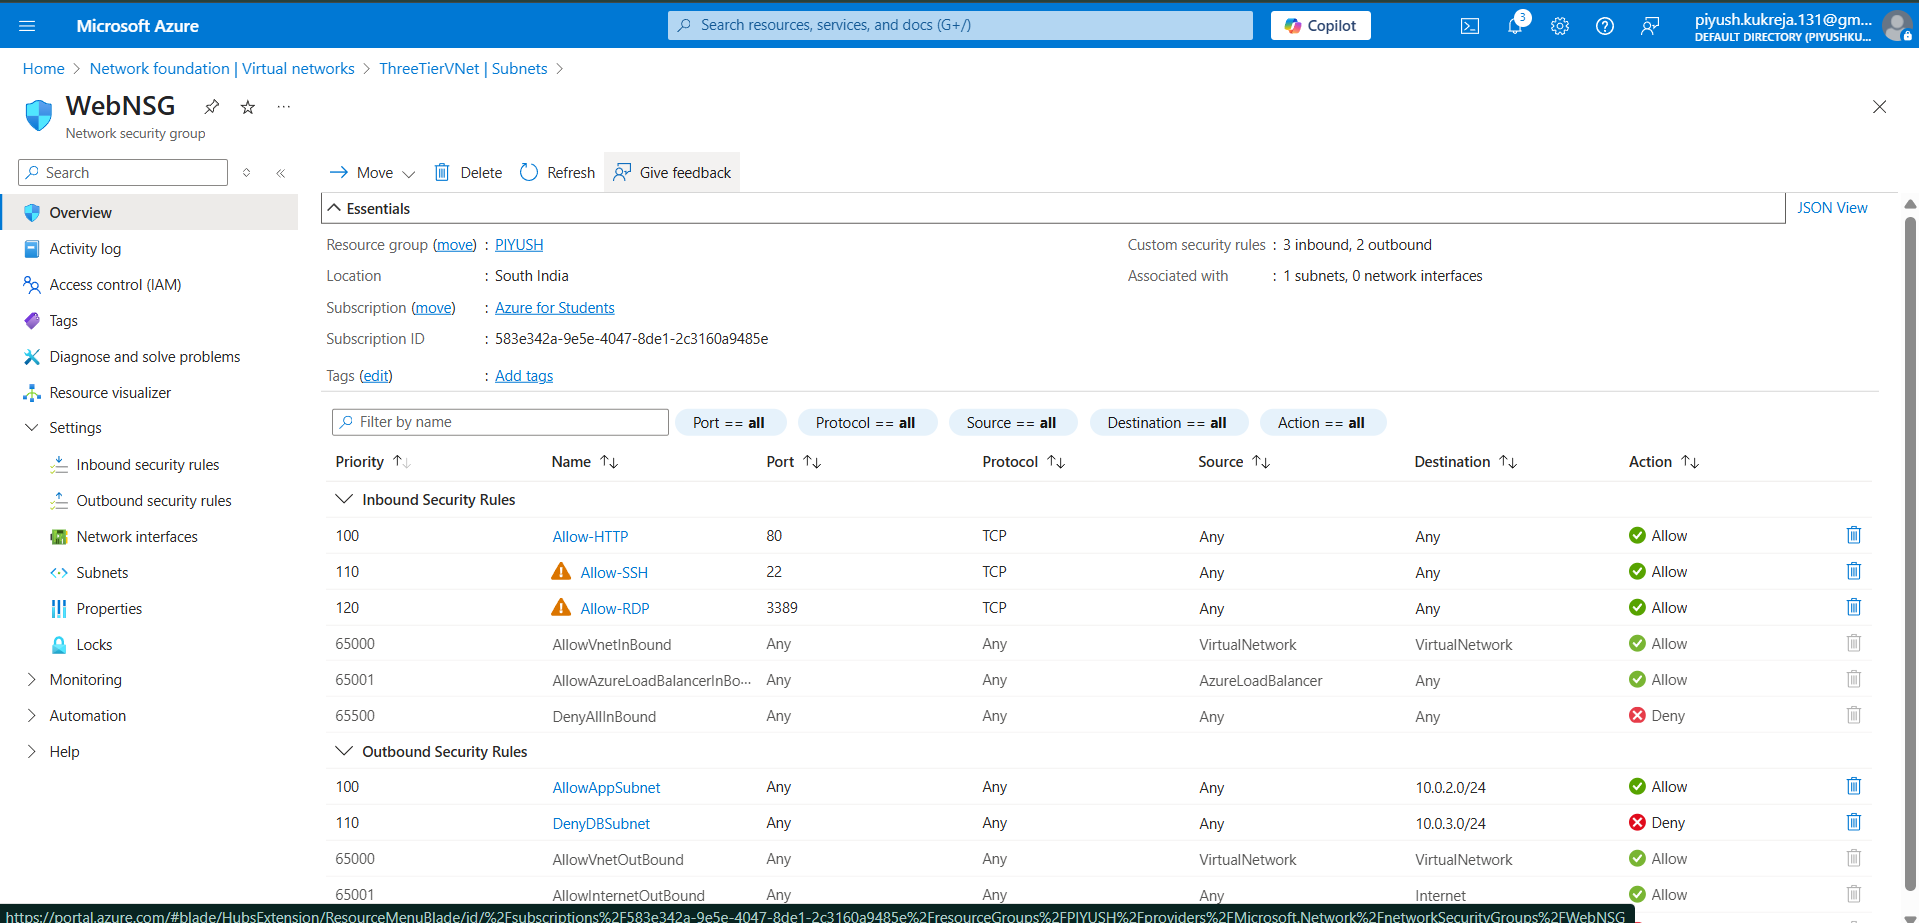 Microsoft Azure
Search resources, services, and docs (G+/)
Copilot
3
piyush.kukreja.131@gm...
DEFAULT DIRECTORY (PIYUSHKU...
Home > Network foundation | Virtual networks > ThreeTierVNet | Subnets >
WebNSG
Network security group
Search
Move Delete Refresh Give feedback
Overview
Activity log
Access control (IAM)
Tags
Diagnose and solve problems
Resource visualizer
Settings
Inbound security rules
Outbound security rules
Network interfaces
Subnets
Properties
Locks
Monitoring
Automation
Help
Essentials
JSON View
Resource group (move) : PIYUSH
Location : South India
Subscription (move) : Azure for Students
Subscription ID : 583e342a-9e5e-4047-8de1-2c3160a9485e
Tags (edit) : Add tags
Custom security rules : 3 inbound, 2 outbound
Associated with : 1 subnets, 0 network interfaces
Filter by name
Port == all
Protocol == all
Source == all
Destination == all
Action == all
Priority Name Port Protocol Source Destination Action
Inbound Security Rules
100 Allow-HTTP 80 TCP Any Any Allow
110 Allow-SSH 22 TCP Any Any Allow
120 Allow-RDP 3389 TCP Any Any Allow
65000 AllowVnetInBound Any Any VirtualNetwork VirtualNetwork Allow
65001 AllowAzureLoadBalancerInBo... Any Any AzureLoadBalancer Any Allow
65500 DenyAllInBound Any Any Any Any Deny
Outbound Security Rules
100 AllowAppSubnet Any Any Any 10.0.2.0/24 Allow
110 DenyDBSubnet Any Any Any 10.0.3.0/24 Deny
65000 AllowVnetOutBound Any Any VirtualNetwork VirtualNetwork Allow
65001 AllowInternetOutBound Any Any Any Internet Allow
https://portal.azure.com/#blade/HubsExtension/ResourceMenuBlade/id/%2Fsubscriptions%2F583e342a-9e5e-4047-8de1-2c3160a9485e%2FresourceGroups%2FPIYUSH%2Fproviders%2FMicrosoft.Network%2FnetworkSecurityGroups%2FWebNSG